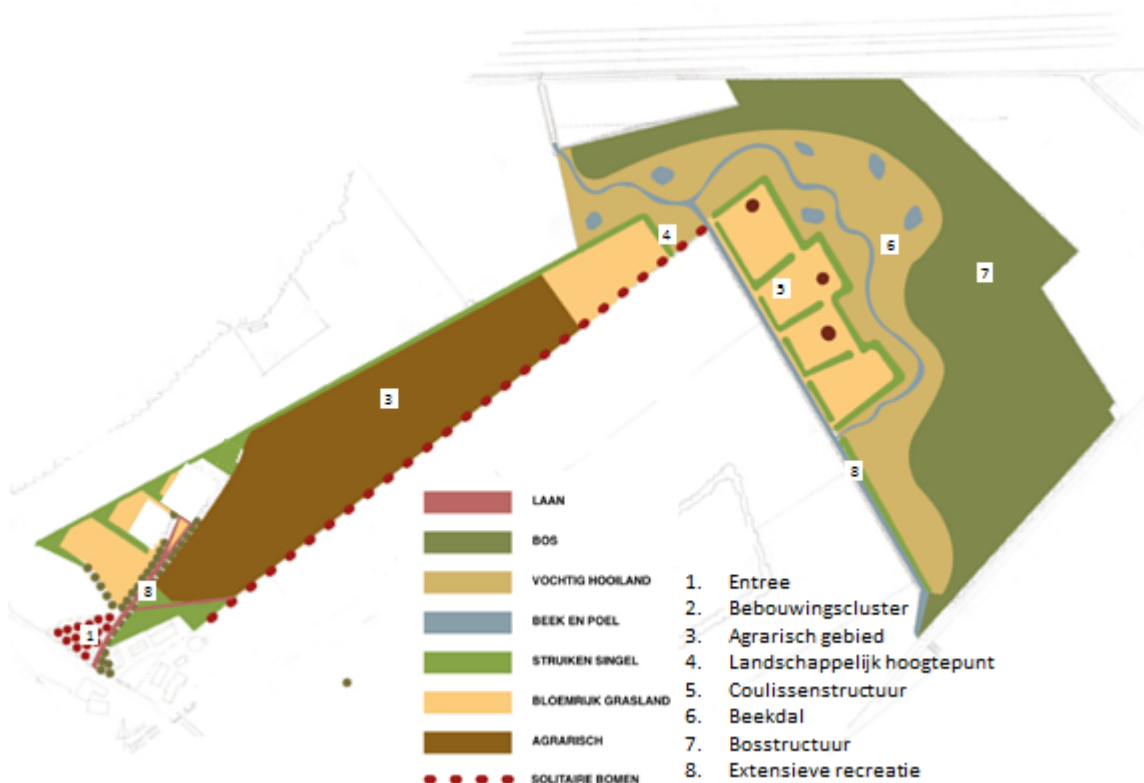 4
6
7
5
3
8
8
1
LAAN
BOS
VOCHTIG HOOILAND
BEEK EN POEL
STRUIKEN SINGEL
BLOEMRIJK GRASLAND
AGRARISCH
SOLITAIRE BOMEN
1. Entree
2. Bebouwingscluster
3. Agrarisch gebied
4. Landschappelijk hoogtepunt
5. Coulissenstructuur
6. Beekdal
7. Bosstructuur
8. Extensieve recreatie